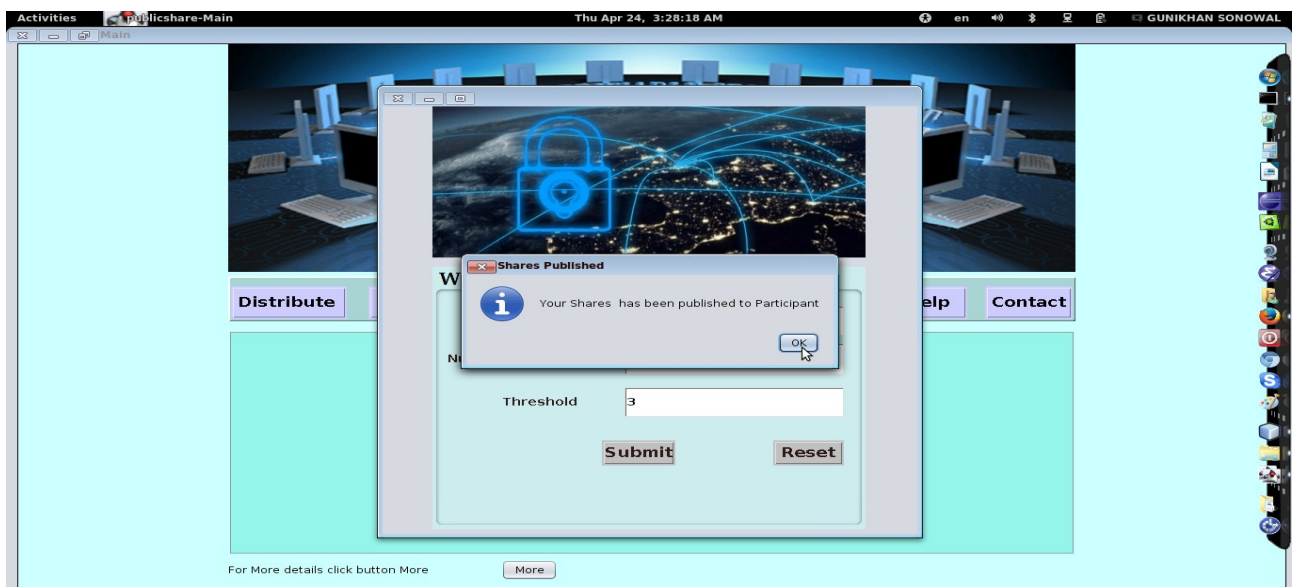 Activities publicshare-Main Thu Apr 24, 3:28:18 AM en GUNIKHAN SONOWAL
Main
Shares Published
W
Your Shares has been published to Participant
Distribute elp Contact
OK
Nu
Threshold 3
Submit Reset
For More details click button More More